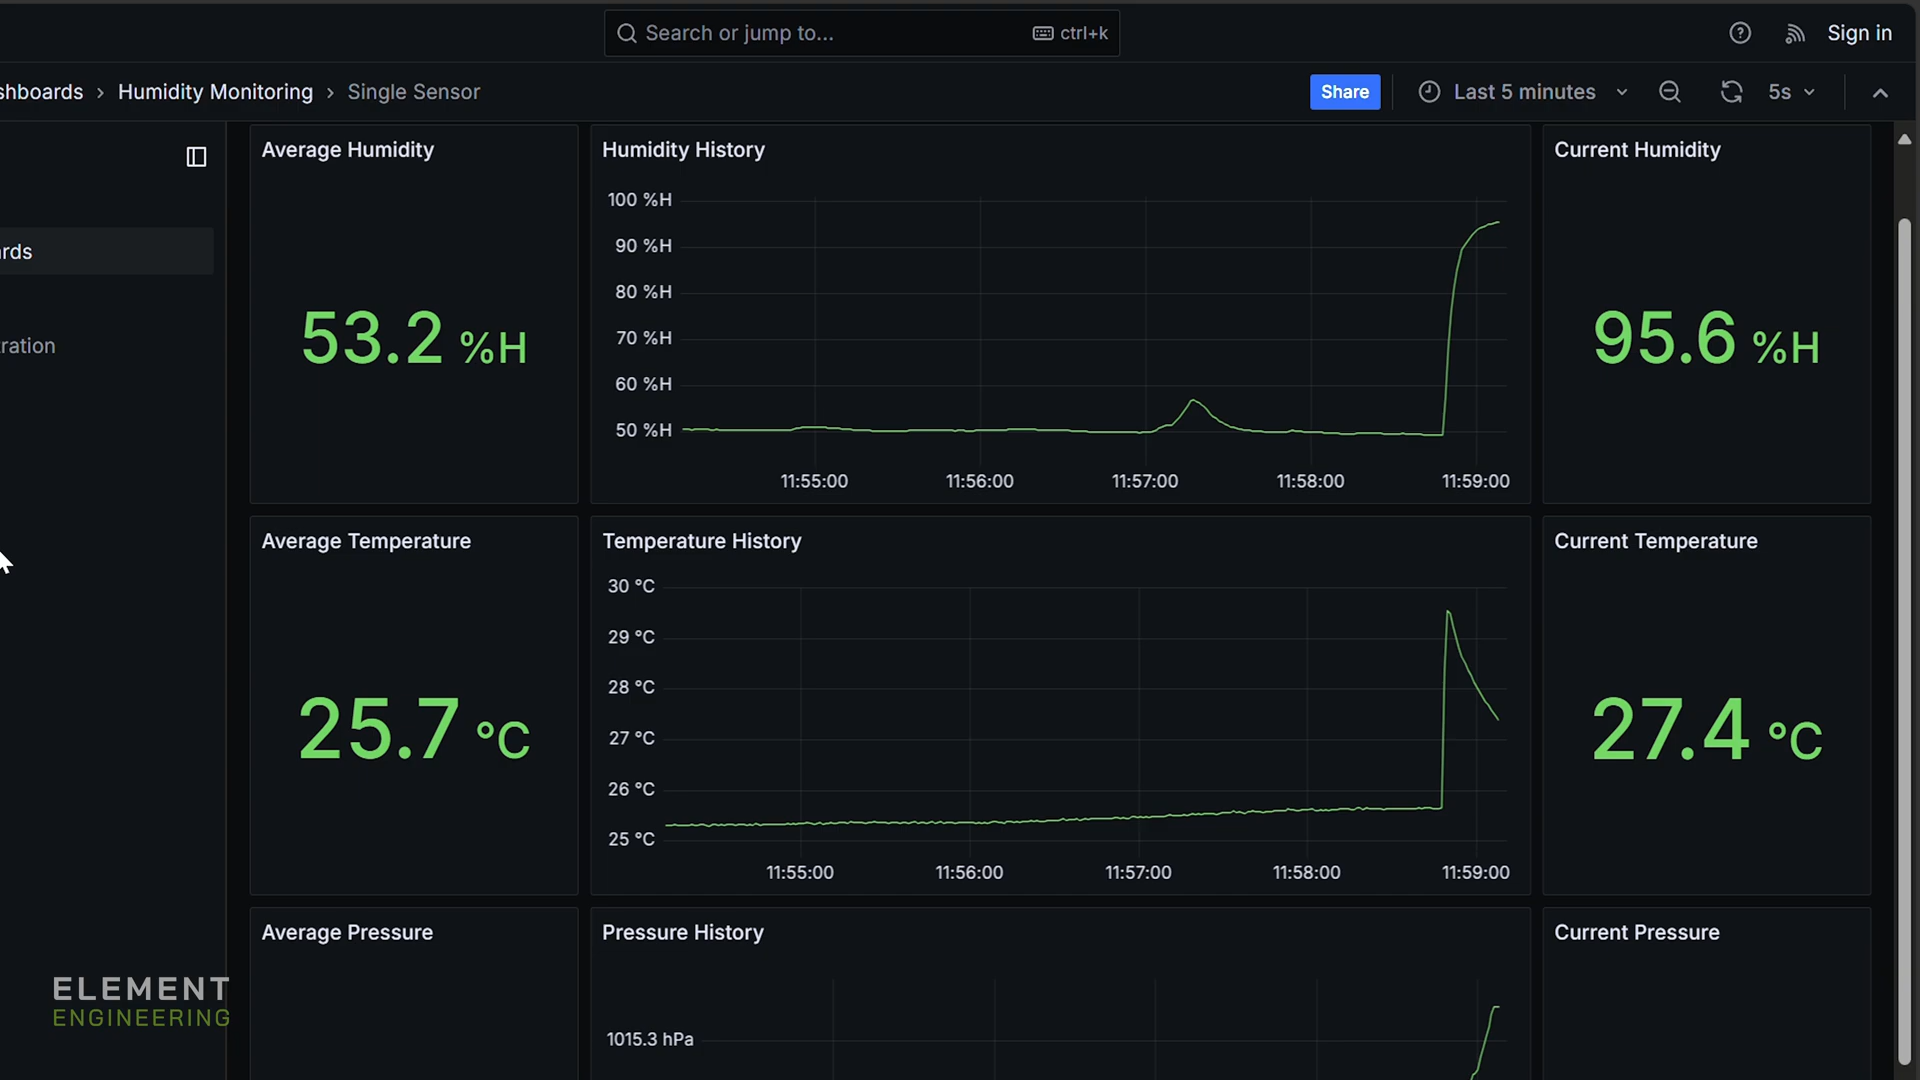 Search or jump to...
ctrl+k
Sign in
shboards › Humidity Monitoring › Single Sensor
Share
Last 5 minutes
5s
Average Humidity
Humidity History
Current Humidity
100 %H
90 %H
80 %H
70 %H
60 %H
50 %H
53.2 %H
95.6 %H
11:55:00
11:56:00
11:57:00
11:58:00
11:59:00
rds
ration
Average Temperature
Temperature History
Current Temperature
30 °C
29 °C
28 °C
27 °C
26 °C
25 °C
25.7 °C
27.4 °C
11:55:00
11:56:00
11:57:00
11:58:00
11:59:00
Average Pressure
Pressure History
Current Pressure
1015.3 hPa
ELEMENT
ENGINEERING